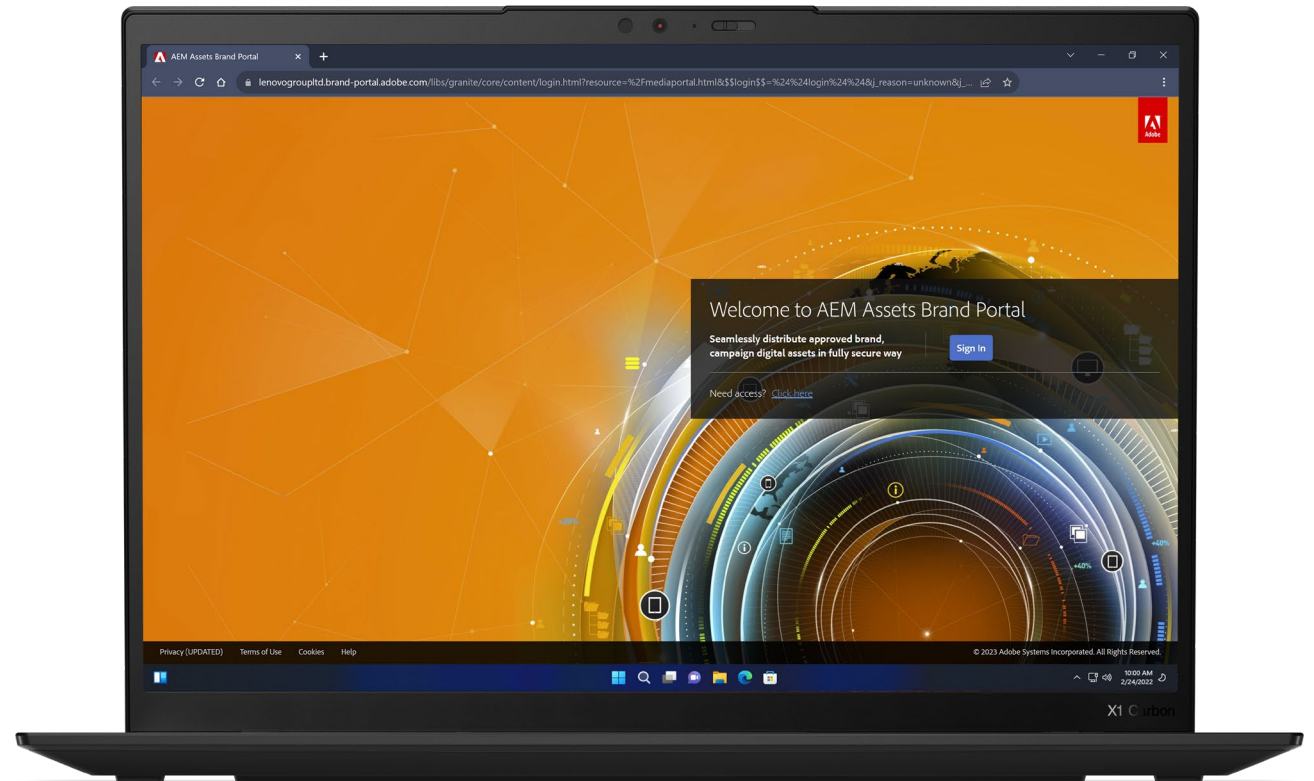 AEM Assets Brand Portal
lenovogroupltd.brand-portal.adobe.com/libs/granite/core/content/login.html?resource=%2Fmediaportal.html&$$login$$=%24%24login%24%24&j_reason=unknown&j_...
Adobe
Welcome to AEM Assets Brand Portal
Seamlessly distribute approved brand,
campaign digital assets in fully secure way
Sign In
Need access? Click here
+20%
+40%
+40%
Privacy (UPDATED) Terms of Use Cookies Help
© 2023 Adobe Systems Incorporated. All Rights Reserved.
10:00 AM
2/24/2022
X1 Carbon